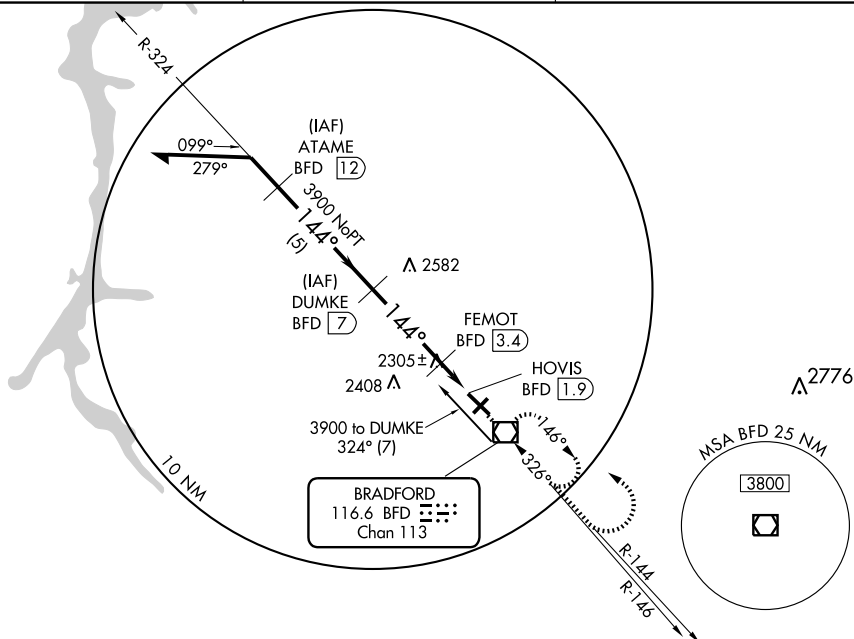 R-324
099°
279°
(IAF)
ATAME
BFD 12
3900 NoPT
144°
(5)
2582
(IAF)
DUMKE
BFD 7
144°
FEMOT
BFD 3.4
2305±
2408
HOVIS
BFD 1.9
2776
3900 to DUMKE
324° (7)
146°
326°
10 NM
BRADFORD
116.6 BFD
Chan 113
MSA BFD 25 NM
3800
R-144
R-146